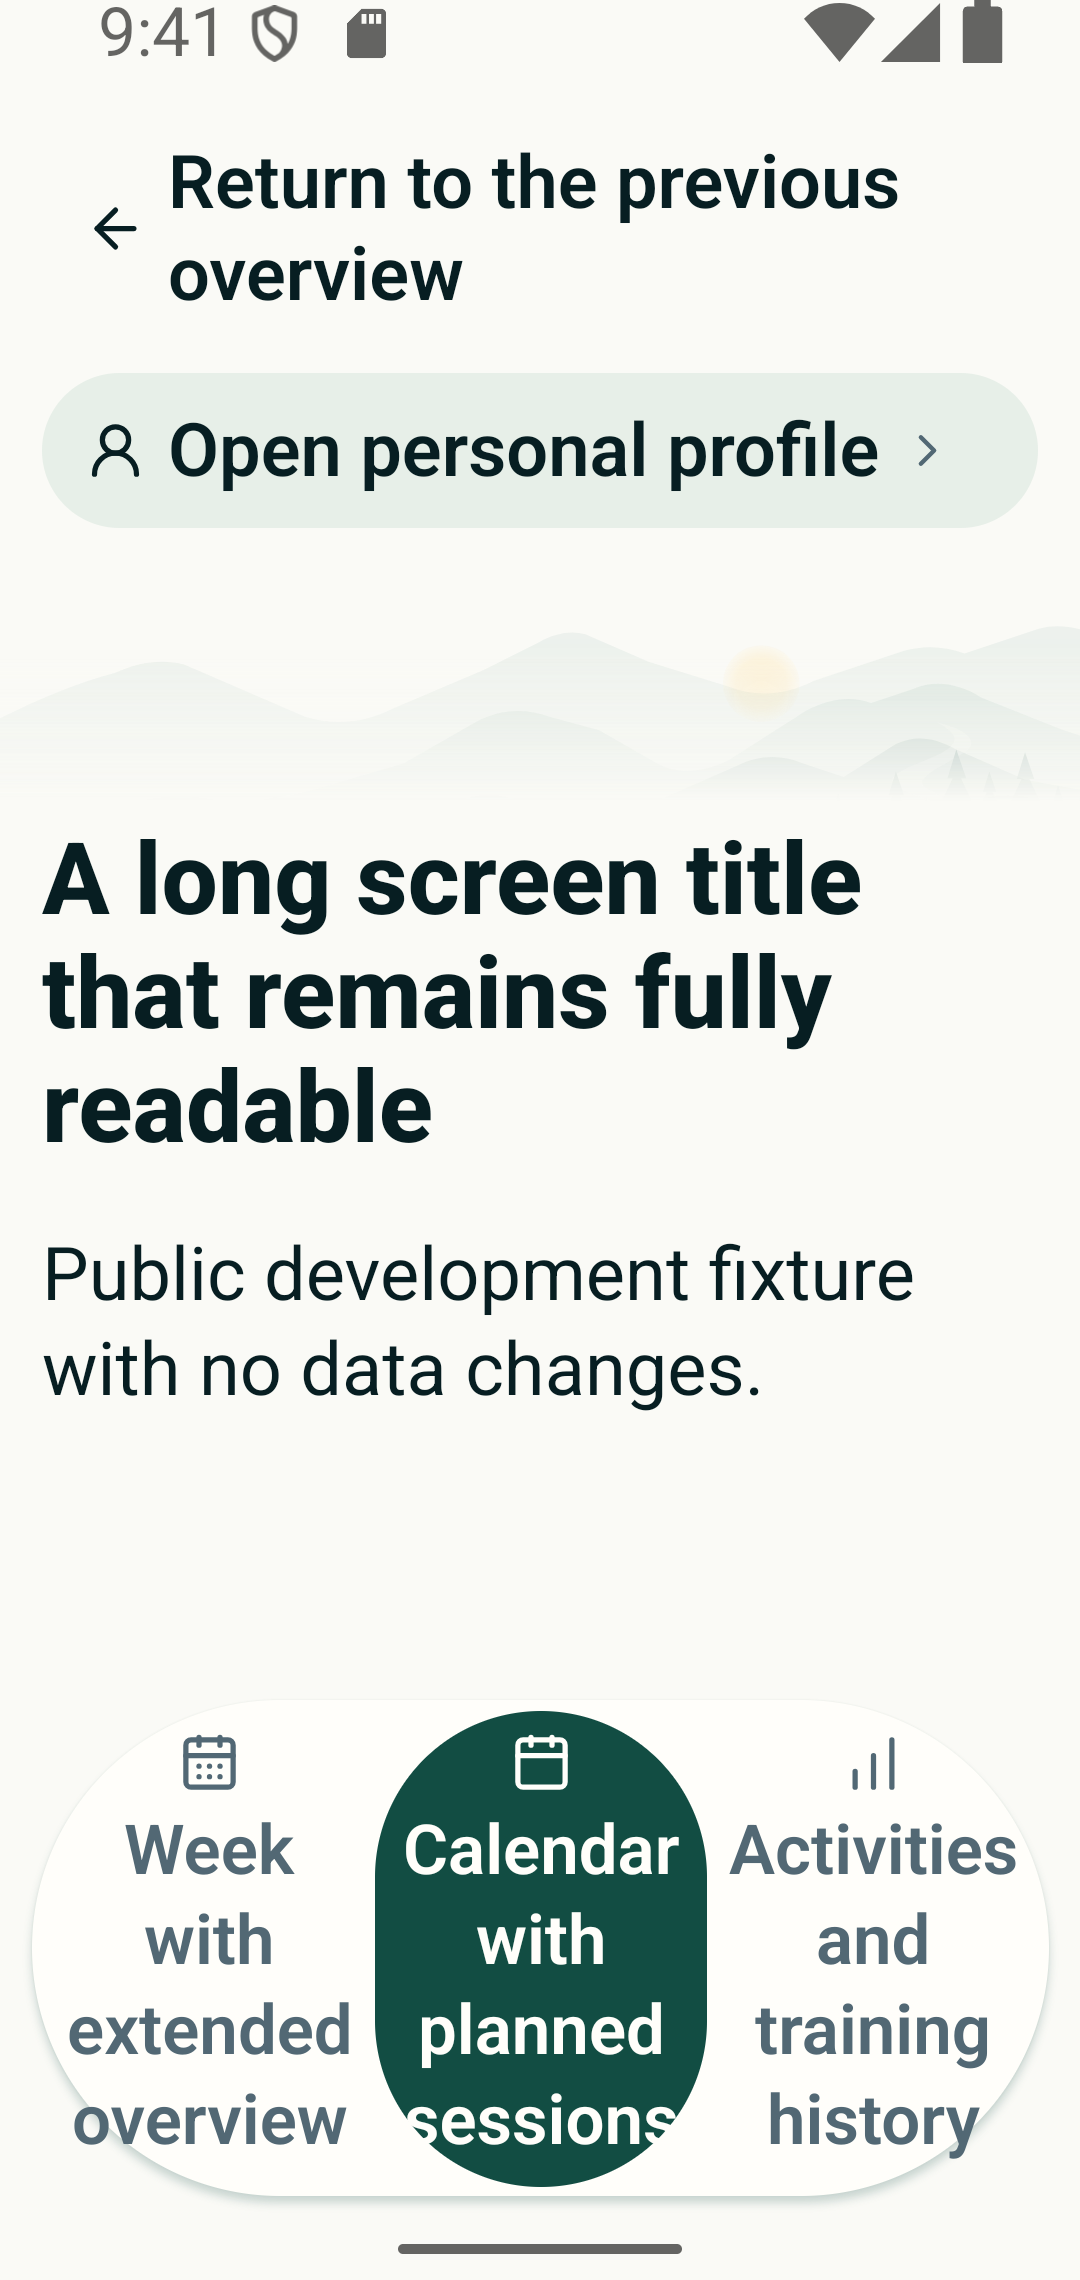 9:41
Return to the previous
overview
Open personal profile
A long screen title
that remains fully
readable
Public development fixture
with no data changes.
Week
with
extended
overview
Calendar
with
planned
sessions
Activities
and
training
history